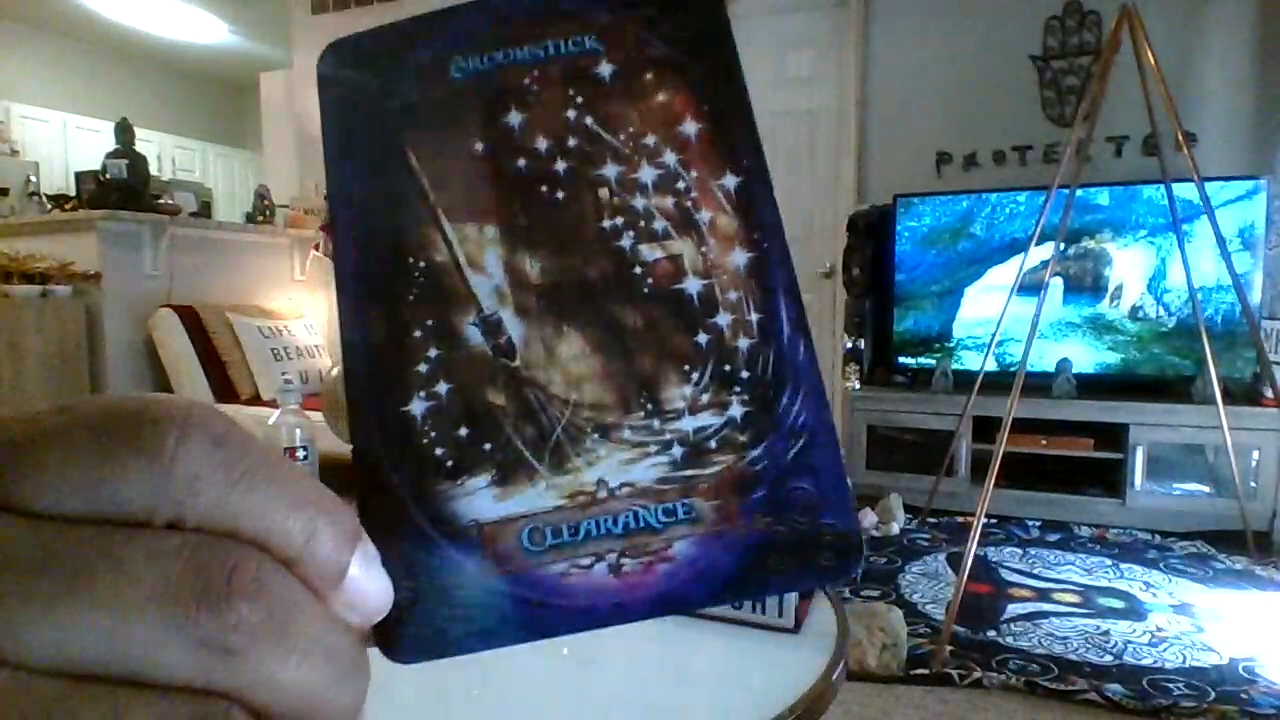 BROOMSTICK
CLEARANCE
PROTECTED
LIFE IS
BEAUTI